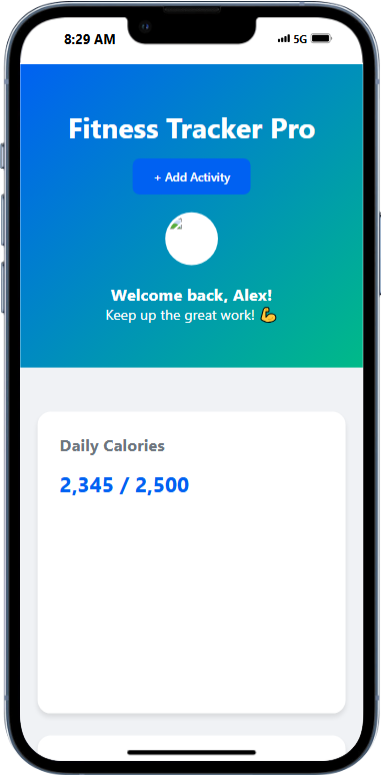 8:29 AM
5G
Fitness Tracker Pro
+ Add Activity
Welcome back, Alex!
Keep up the great work! 💪
Daily Calories
2,345 / 2,500